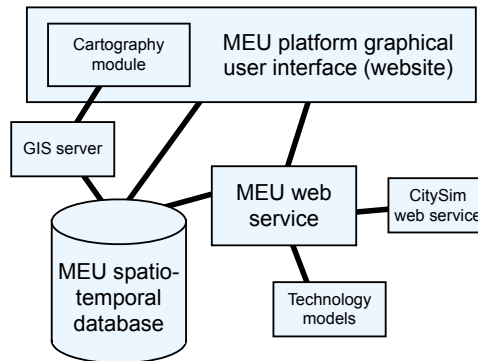 Cartography
module
MEU platform graphical
user interface (website)
GIS server
MEU web
service
CitySim
web service
MEU spatio-
temporal
database
Technology
models